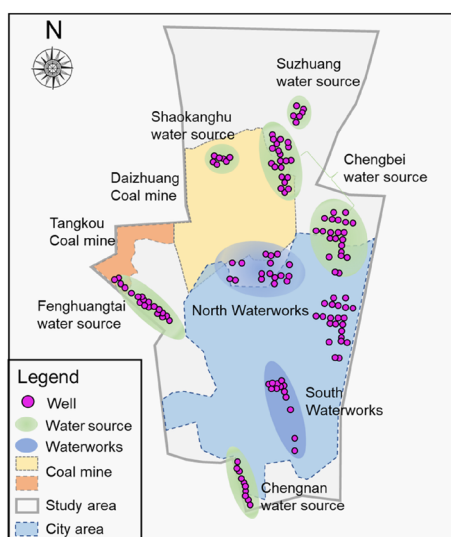 N
Suzhuang
water source
Shaokanghu
water source
Chengbei
water source
Daizhuang
Coal mine
Tangkou
Coal mine
Fenghuangtai
water source
North Waterworks
South
Waterworks
Chengnan
water source
Legend
Well
Water source
Waterworks
Coal mine
Study area
City area